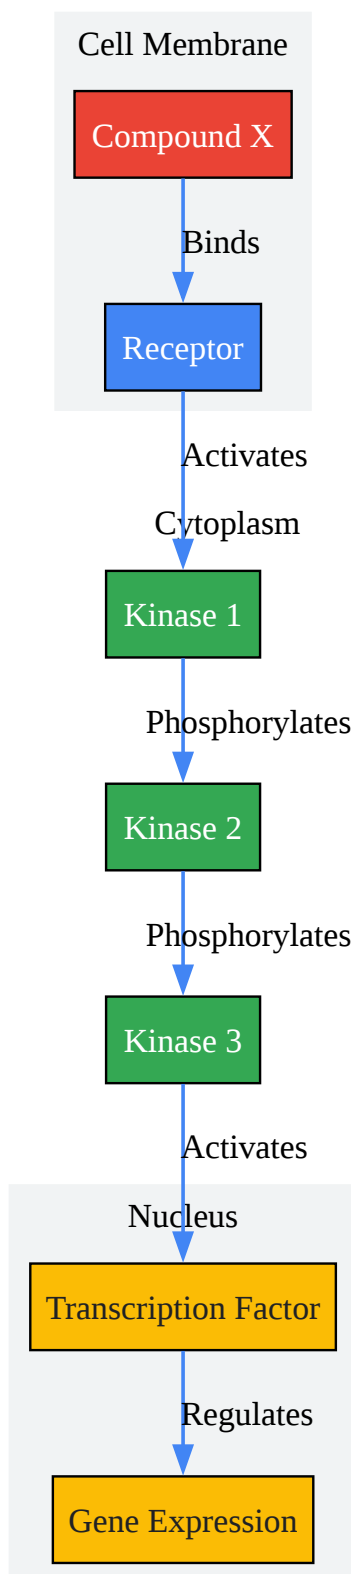 Cell Membrane
Compound X
Binds
Receptor
Activates
Cytoplasm
Kinase 1
Phosphorylates
Kinase 2
Phosphorylates
Kinase 3
Activates
Nucleus
Transcription Factor
Regulates
Gene Expression